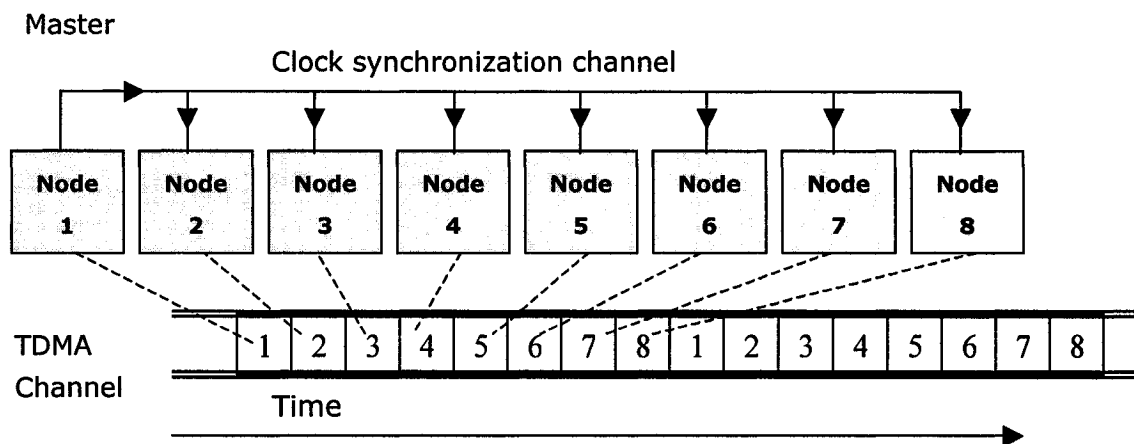 Master
Clock synchronization channel
Node Node Node Node Node Node Node Node
1 2 3 4 5 6 7 8
1 2 3 4 5 6 7 8 1 2 3 4 5 6 7 8
TDMA
Channel
Time